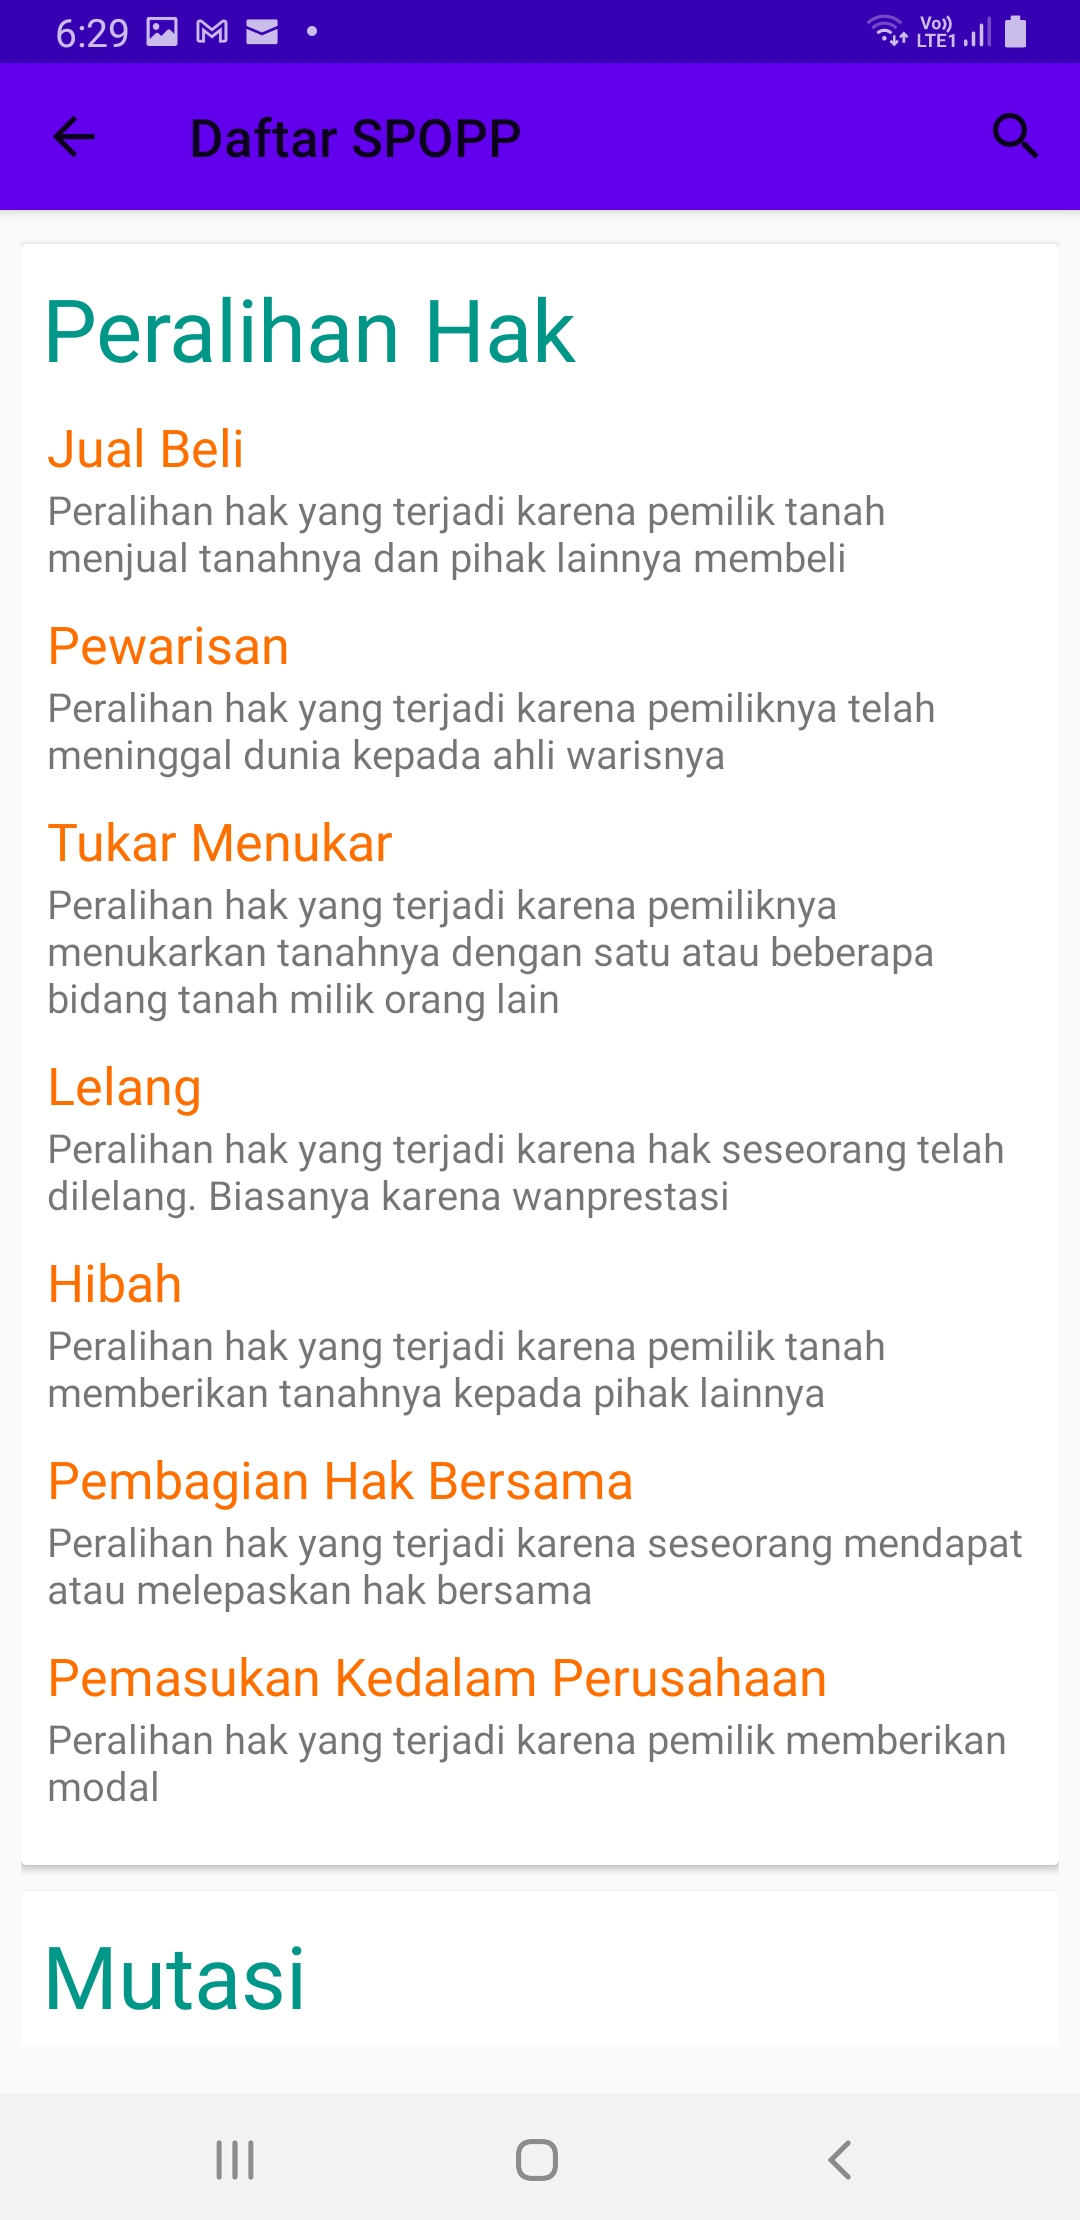 6:29
Vo))
LTE1
Daftar SPOPP
Peralihan Hak
Jual Beli
Peralihan hak yang terjadi karena pemilik tanah
menjual tanahnya dan pihak lainnya membeli
Pewarisan
Peralihan hak yang terjadi karena pemiliknya telah
meninggal dunia kepada ahli warisnya
Tukar Menukar
Peralihan hak yang terjadi karena pemiliknya
menukarkan tanahnya dengan satu atau beberapa
bidang tanah milik orang lain
Lelang
Peralihan hak yang terjadi karena hak seseorang telah
dilelang. Biasanya karena wanprestasi
Hibah
Peralihan hak yang terjadi karena pemilik tanah
memberikan tanahnya kepada pihak lainnya
Pembagian Hak Bersama
Peralihan hak yang terjadi karena seseorang mendapat
atau melepaskan hak bersama
Pemasukan Kedalam Perusahaan
Peralihan hak yang terjadi karena pemilik memberikan
modal
Mutasi